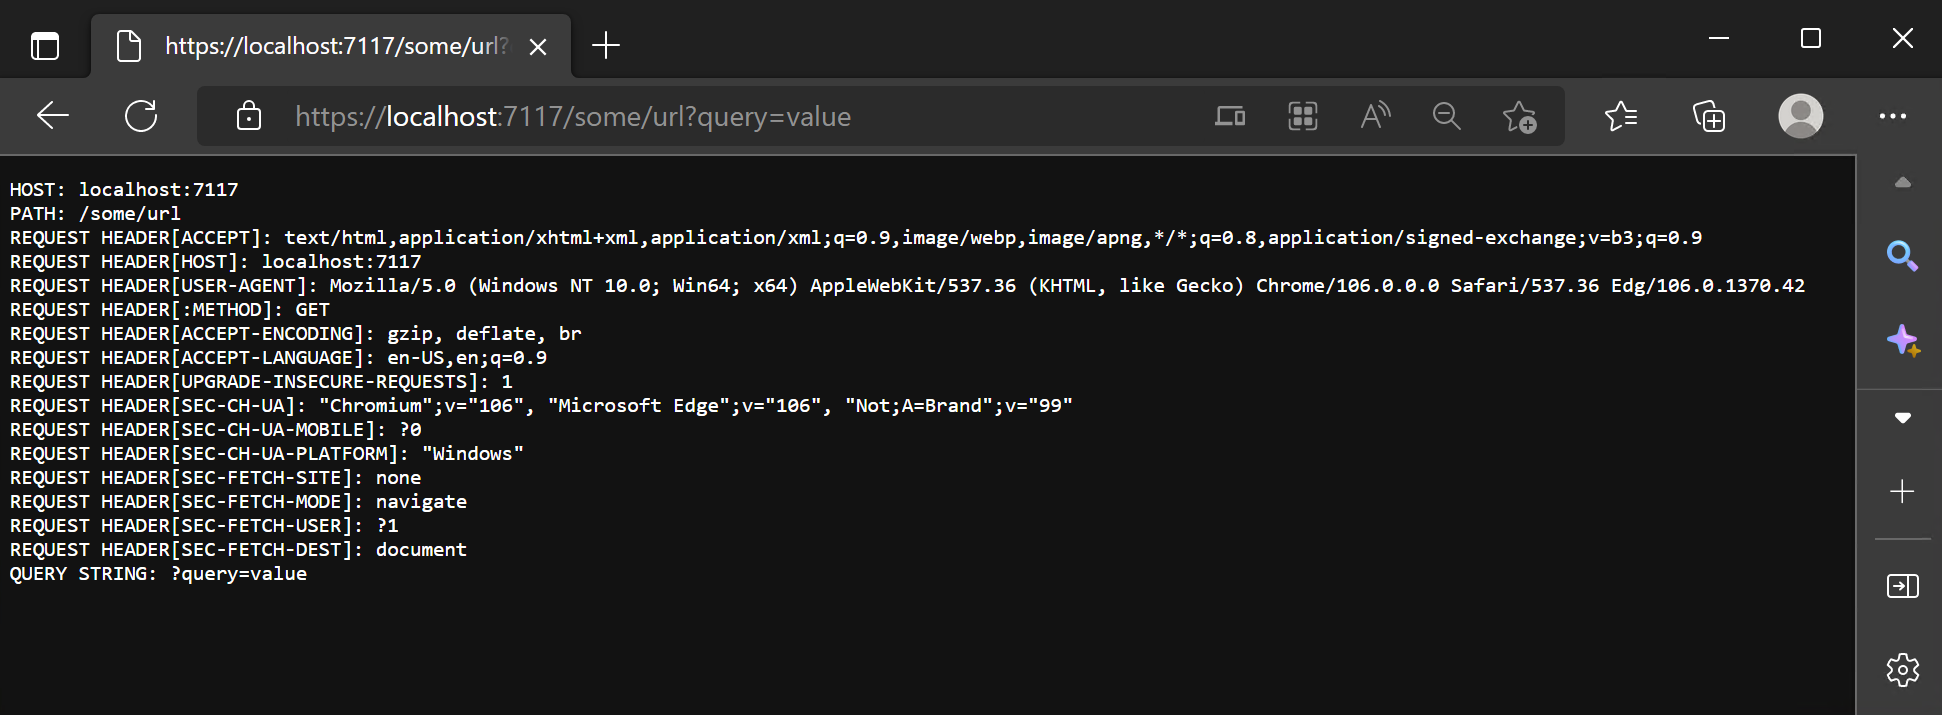 https://localhost:7117/some/url?
https://localhost:7117/some/url?query=value
HOST: localhost:7117
PATH: /some/url
REQUEST HEADER[ACCEPT]: text/html,application/xhtml+xml,application/xml;q=0.9,image/webp,image/apng,*/*;q=0.8,application/signed-exchange;v=b3;q=0.9
REQUEST HEADER[HOST]: localhost:7117
REQUEST HEADER[USER-AGENT]: Mozilla/5.0 (Windows NT 10.0; Win64; x64) AppleWebKit/537.36 (KHTML, like Gecko) Chrome/106.0.0.0 Safari/537.36 Edg/106.0.1370.42
REQUEST HEADER[:METHOD]: GET
REQUEST HEADER[ACCEPT-ENCODING]: gzip, deflate, br
REQUEST HEADER[ACCEPT-LANGUAGE]: en-US,en;q=0.9
REQUEST HEADER[UPGRADE-INSECURE-REQUESTS]: 1
REQUEST HEADER[SEC-CH-UA]: "Chromium";v="106", "Microsoft Edge";v="106", "Not;A=Brand";v="99"
REQUEST HEADER[SEC-CH-UA-MOBILE]: ?0
REQUEST HEADER[SEC-CH-UA-PLATFORM]: "Windows"
REQUEST HEADER[SEC-FETCH-SITE]: none
REQUEST HEADER[SEC-FETCH-MODE]: navigate
REQUEST HEADER[SEC-FETCH-USER]: ?1
REQUEST HEADER[SEC-FETCH-DEST]: document
QUERY STRING: ?query=value